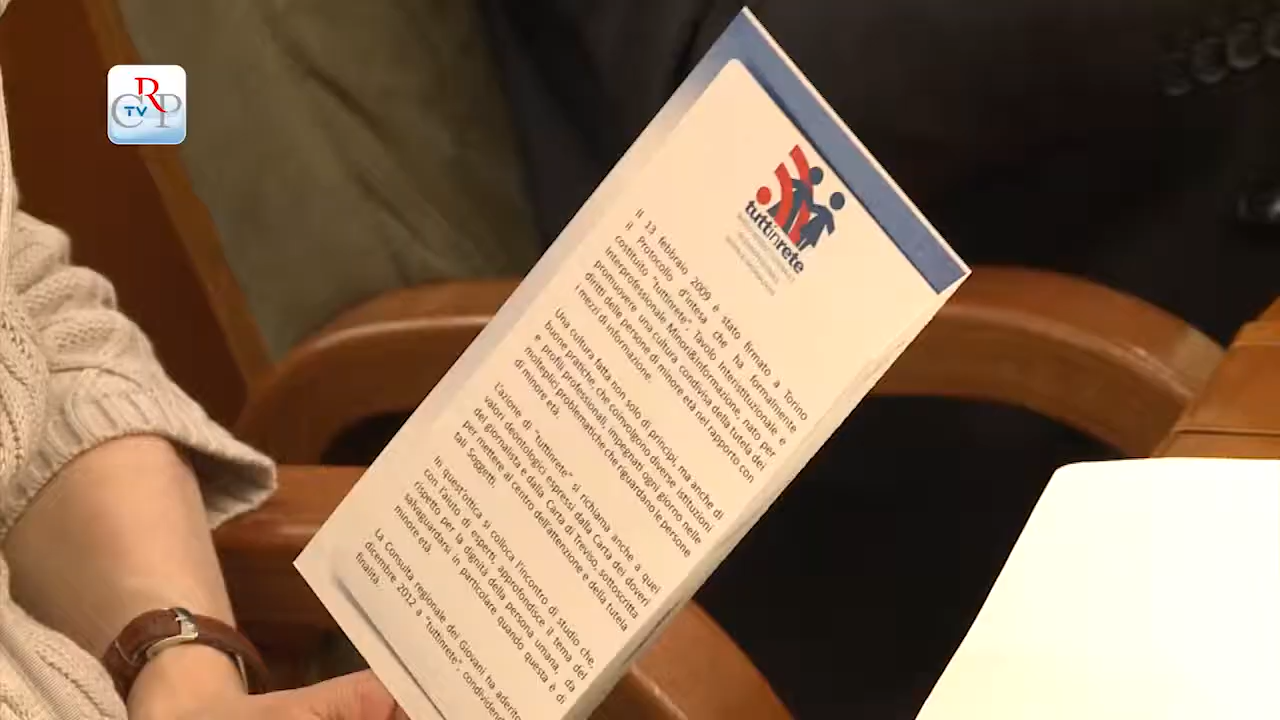 CRP
TV
tuttinrete
Il 13 febbraio 2009 è stato firmato a Torino
il Protocollo d'intesa che ha formalmente
costituito "tuttinrete", Tavolo Interistituzionale e
Interprofessionale Minori&Informazione, nato per
promuovere una cultura condivisa della tutela dei
diritti delle persone di minore età nel rapporto con
i mezzi di informazione.
Una cultura fatta non solo di principi, ma anche di
buone pratiche, che coinvolgono diverse istituzioni
e profili professionali, impegnati ogni giorno nelle
molteplici problematiche che riguardano le persone
di minore età.
L'azione di "tuttinrete" si richiama anche a quei
valori deontologici espressi dalla Carta dei doveri
del giornalista e dalla Carta di Treviso, sottoscritta
per mettere al centro dell'attenzione e della tutela
tali Soggetti.
In quest'ottica si colloca l'incontro di studio che,
con l'aiuto di esperti, approfondisce il tema del
rispetto per la dignità della persona umana, da
salvaguardarsi in particolare quando questa è di
minore età.
La Consulta regionale dei Giovani ha aderito
dicembre 2012 a "tuttinrete", condividend
finalità.